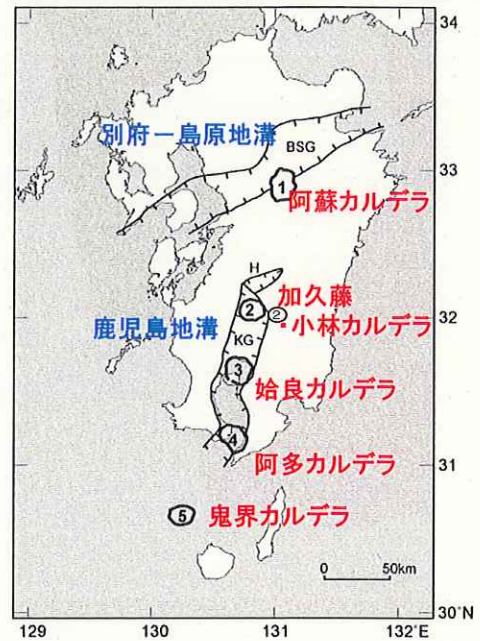 34
別府ー島原地溝
BSG
33
1
阿蘇カルデラ
H
加久藤
2
2
・小林カルデラ
32
鹿児島地溝
KG
3
姶良カルデラ
4
阿多カルデラ
31
5
鬼界カルデラ
0 50km
30°N
129 130 131 132°E